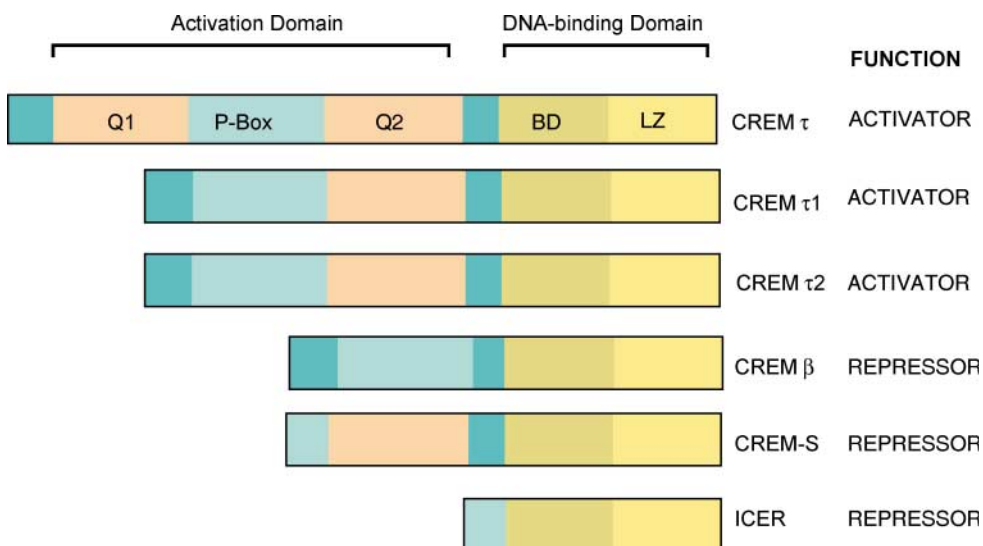 Activation Domain DNA-binding Domain
FUNCTION
Q1 P-Box Q2 BD LZ CREM τ ACTIVATOR
CREM τ1 ACTIVATOR
CREM τ2 ACTIVATOR
CREM β REPRESSOR
CREM-S REPRESSOR
ICER REPRESSOR